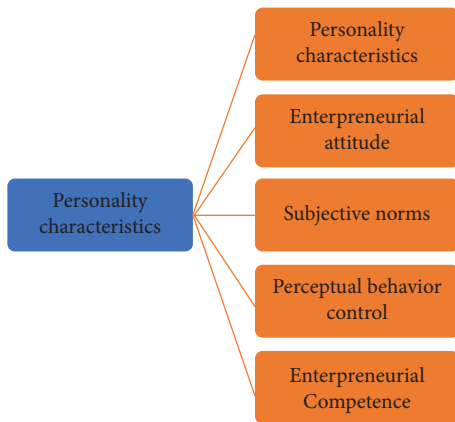 Personality
characteristics
Personality
characteristics
Enterpreneurial
attitude
Subjective norms
Perceptual behavior
control
Enterpreneurial
Competence